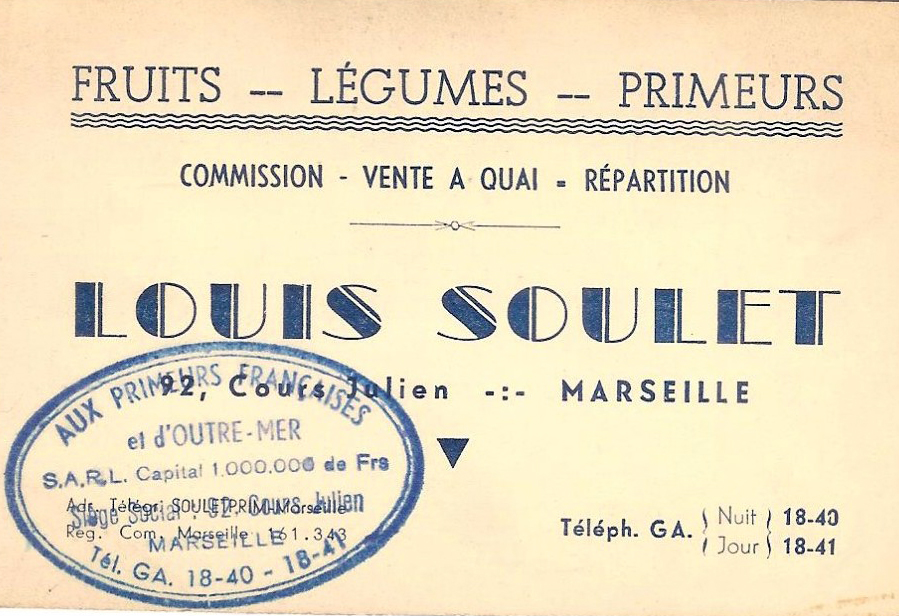 FRUITS -- LÉGUMES -- PRIMEURS
COMMISSION - VENTE A QUAI = RÉPARTITION
LOUIS SOULET
92, Cours Julien -:- MARSEILLE
AUX PRIMEURS FRANÇAISES
et d'OUTRE-MER
S.A.R.L. Capital 1.000.000 de Frs
Siège Social : 92, Cours Julien
MARSEILLE
Tél. GA. 18-40 - 18-41
Adr. Télégr. SOULETPRIM-Marseille
Reg. Com. Marseille 161.343
Téléph. GA. Nuit 18-40
Jour 18-41